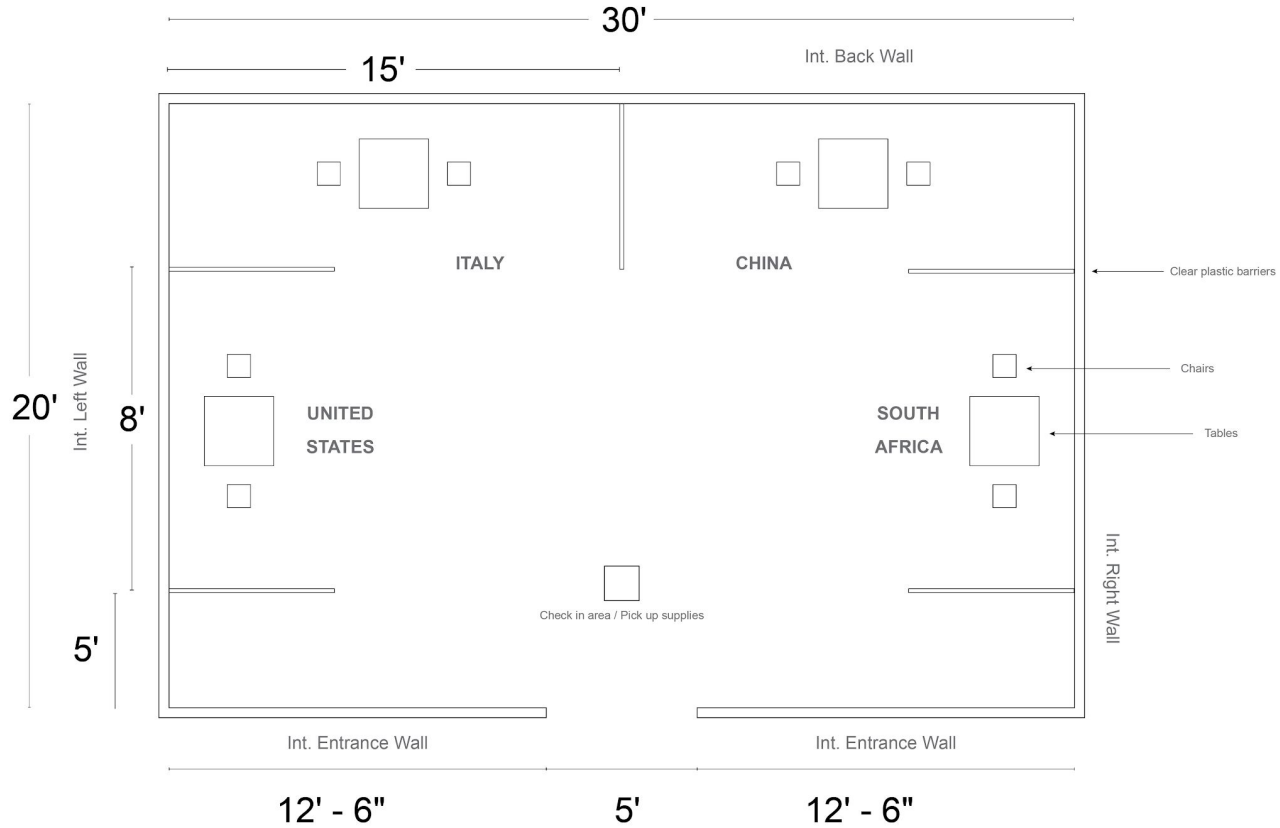 30'
Int. Back Wall
15'
ITALY
CHINA
Clear plastic barriers
Chairs
20'
Int. Left Wall
8'
UNITED
STATES
SOUTH
AFRICA
Tables
Int. Right Wall
Check in area / Pick up supplies
5'
Int. Entrance Wall
Int. Entrance Wall
12' - 6"
5'
12' - 6"